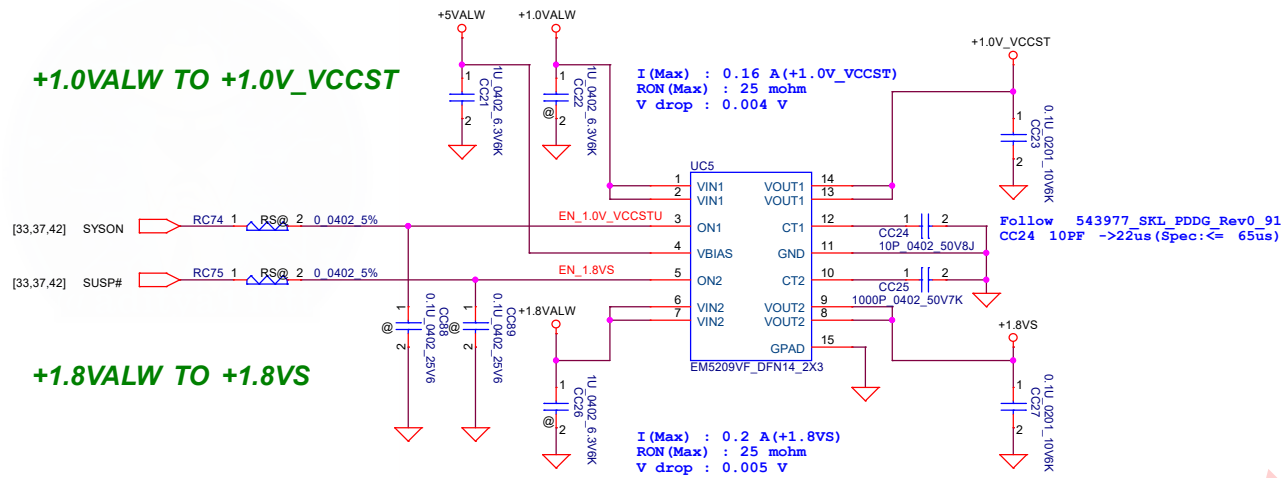 +5VALW
+1.0VALW
+1.0V_VCCST
+1.0VALW TO +1.0V_VCCST
I(Max) : 0.16 A(+1.0V_VCCST)
RON(Max) : 25 mohm
V drop : 0.004 V
1
1U_0402_6.3V6K
CC21
2
1
1U_0402_6.3V6K
CC22
@
2
1
0.1U_0201_10V6K
CC23
2
UC5
1 VIN1 VOUT1 14
2 VIN1 VOUT1 13
3 ON1 CT1 12
4 VBIAS GND 11
5 ON2 CT2 10
6 VIN2 VOUT2 9
7 VIN2 VOUT2 8
GPAD 15
EM5209VF_DFN14_2X3
[33,37,42] SYSON RC74 1 RS@ 2 0_0402_5% EN_1.0V_VCCSTU
[33,37,42] SUSP# RC75 1 RS@ 2 0_0402_5% EN_1.8VS
1 2
CC24
10P_0402_50V8J
1 2
CC25
1000P_0402_50V7K
Follow 543977_SKL_PDDG_Rev0_91
CC24 10PF ->22us(Spec:<= 65us)
1
0.1U_0402_25V6
CC88
@
2
1
0.1U_0402_25V6
CC89
@
2
+1.8VALW
+1.8VS
+1.8VALW TO +1.8VS
1
1U_0402_6.3V6K
CC26
@
2
1
0.1U_0201_10V6K
CC27
2
I(Max) : 0.2 A(+1.8VS)
RON(Max) : 25 mohm
V drop : 0.005 V